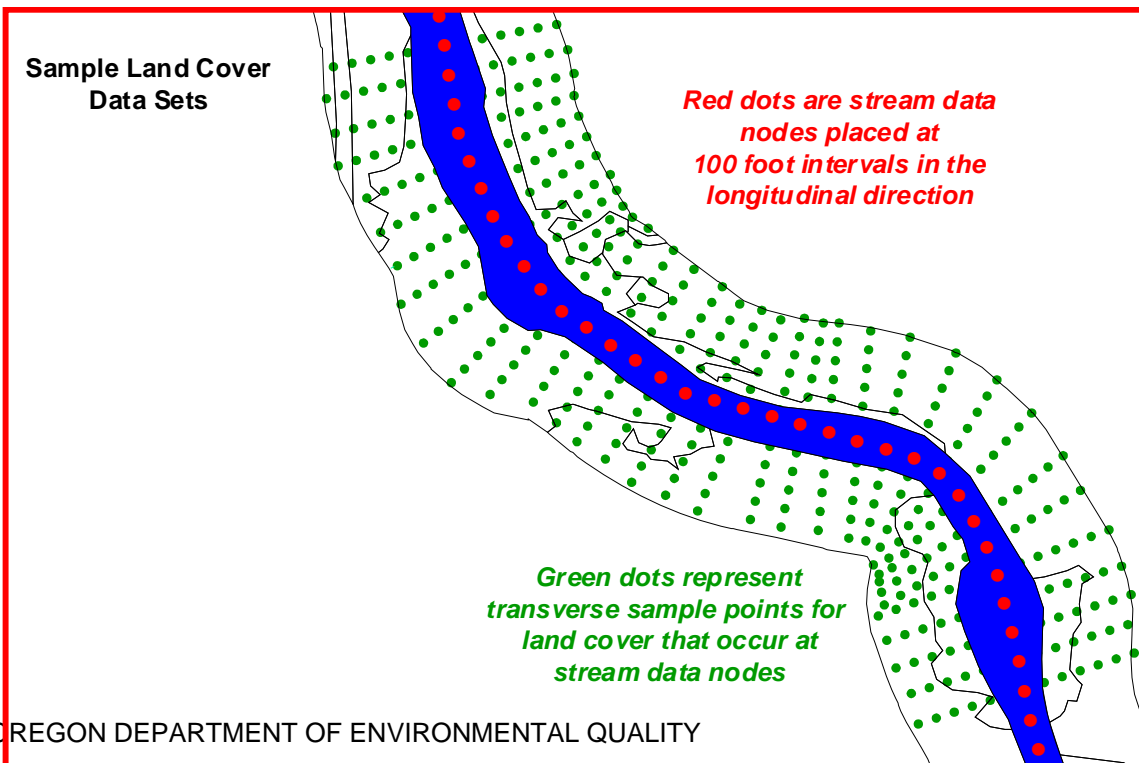 Sample Land Cover
Data Sets
Red dots are stream data
nodes placed at
100 foot intervals in the
longitudinal direction
Green dots represent
transverse sample points for
land cover that occur at
stream data nodes
OREGON DEPARTMENT OF ENVIRONMENTAL QUALITY